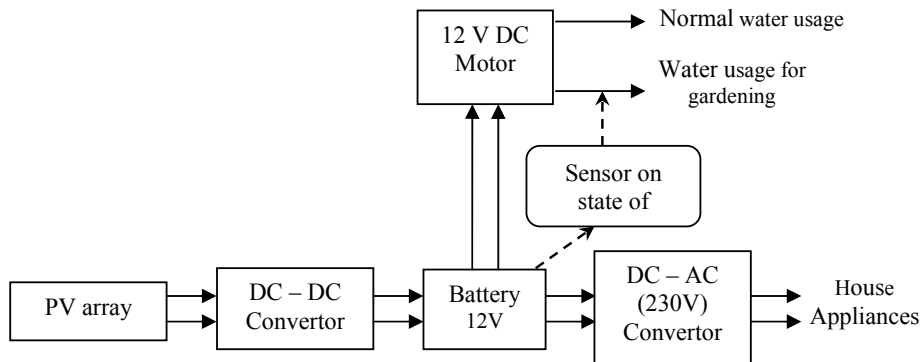 12 V DC
Motor
Normal water usage
Water usage for
gardening
Sensor on
state of
PV array
DC – DC
Convertor
Battery
12V
DC – AC
(230V)
Convertor
House
Appliances